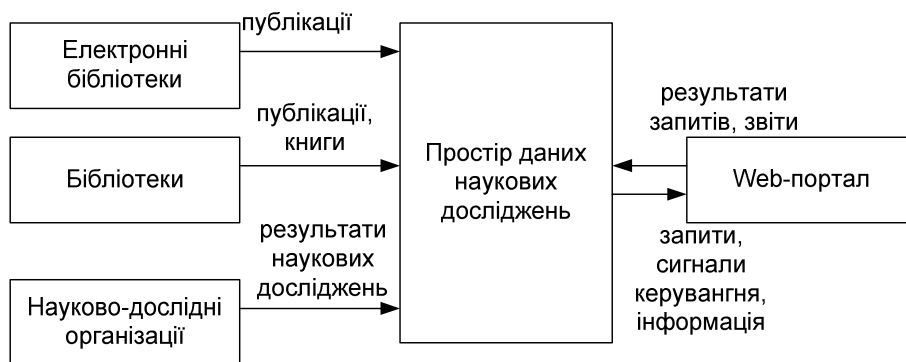 публікації
Електронні
бібліотеки
публікації,
книги
Бібліотеки
результати
наукових
досліджень
Науково-дослідні
організації
Простір даних
наукових
досліджень
результати
запитів, звіти
Web-портал
запити,
сигнали
керувангня,
інформація